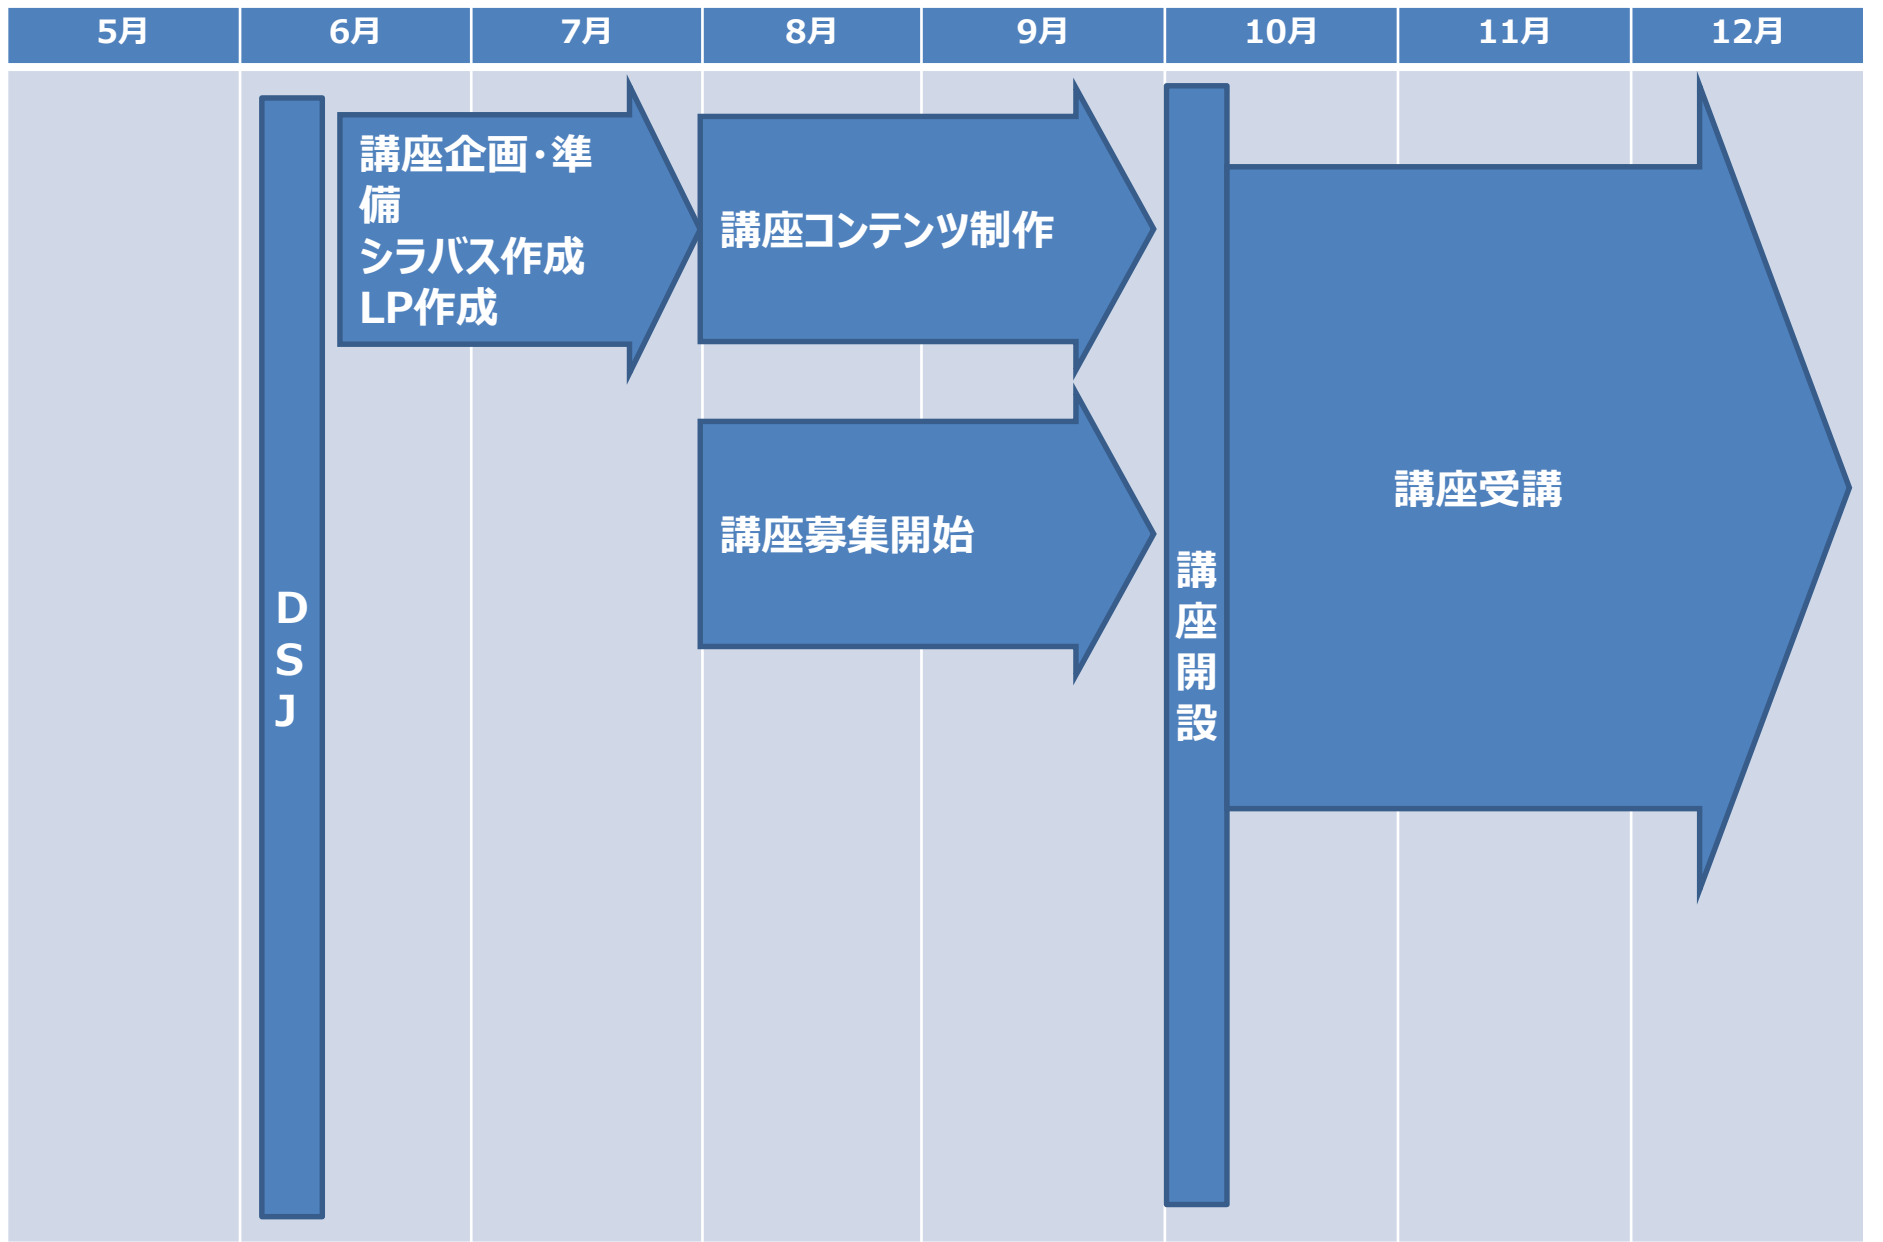 5月 6月 7月 8月 9月 10月 11月 12月
講座企画・準
備
シラバス作成
LP作成
講座コンテンツ制作
講座募集開始
講座受講
DSJ
講座開設